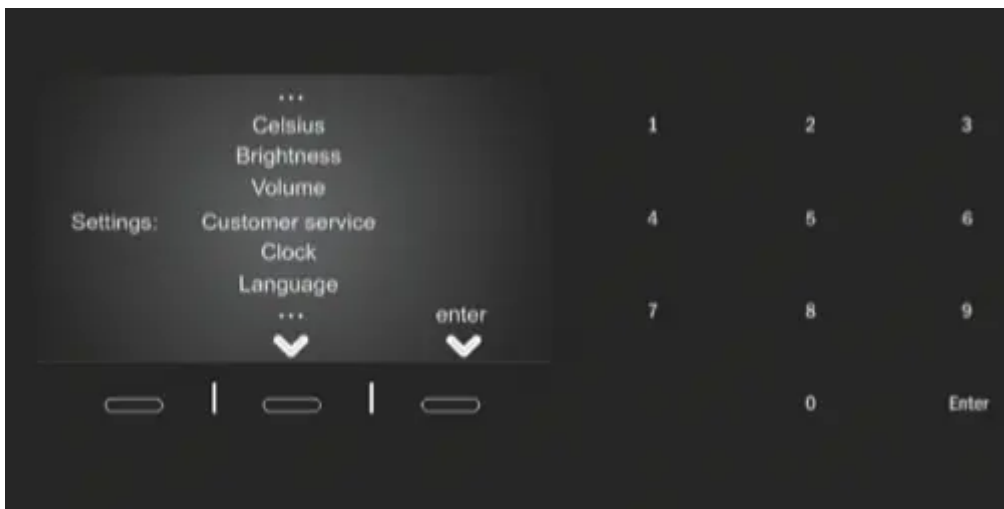 ...
Celsius
Brightness
Volume
Settings: Customer service
Clock
Language
...
enter
1 2 3
4 5 6
7 8 9
0 Enter